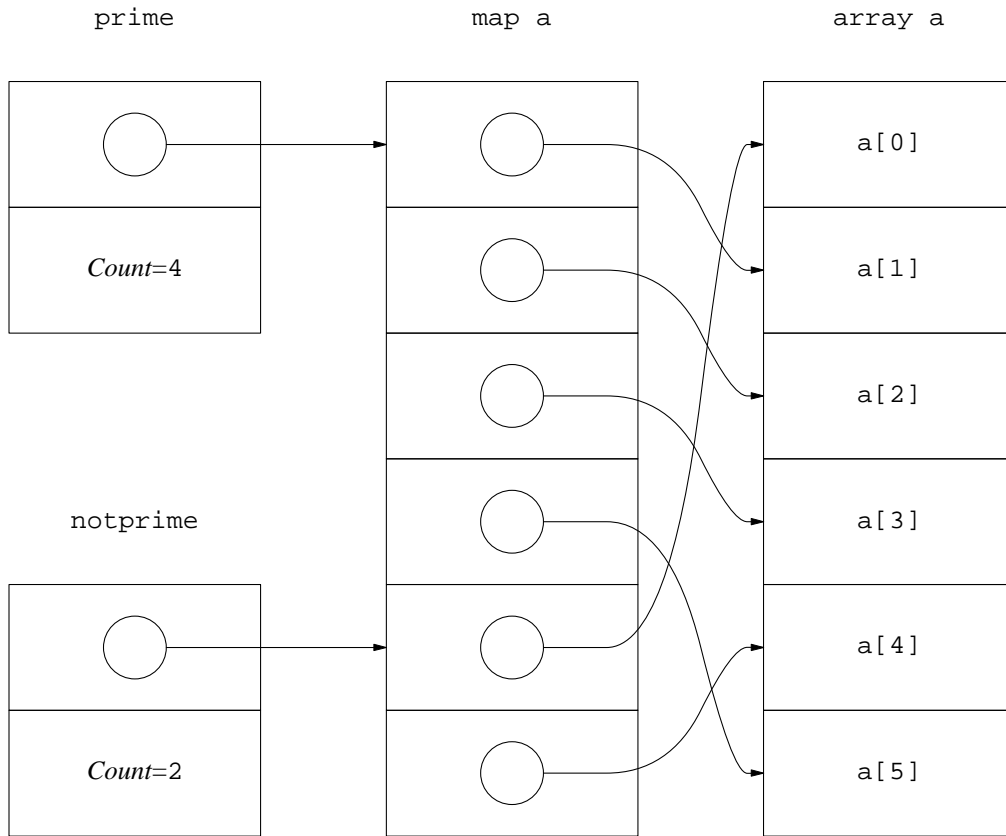 prime map a array a
a[0]
Count=4 a[1]
a[2]
notprime a[3]
a[4]
Count=2 a[5]